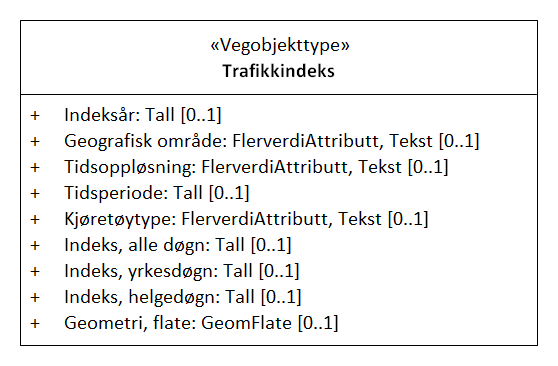 «Vegobjekttype»
Trafikkindeks
+ Indeksår: Tall [0..1]
+ Geografisk område: FlerverdiAttributt, Tekst [0..1]
+ Tidsoppløsning: FlerverdiAttributt, Tekst [0..1]
+ Tidsperiode: Tall [0..1]
+ Kjøretøytype: FlerverdiAttributt, Tekst [0..1]
+ Indeks, alle døgn: Tall [0..1]
+ Indeks, yrkesdøgn: Tall [0..1]
+ Indeks, helgedøgn: Tall [0..1]
+ Geometri, flate: GeomFlate [0..1]